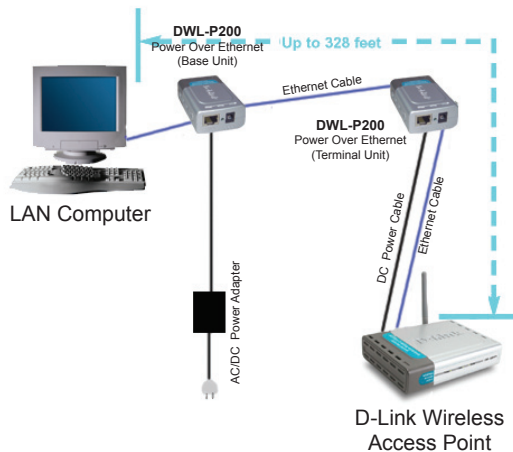 DWL-P200
Power Over Ethernet
(Base Unit)
Up to 328 feet
Ethernet Cable
DWL-P200
Power Over Ethernet
(Terminal Unit)
LAN Computer
DC Power Cable
Ethernet Cable
AC/DC Power Adapter
D-Link
D-Link Wireless
Access Point